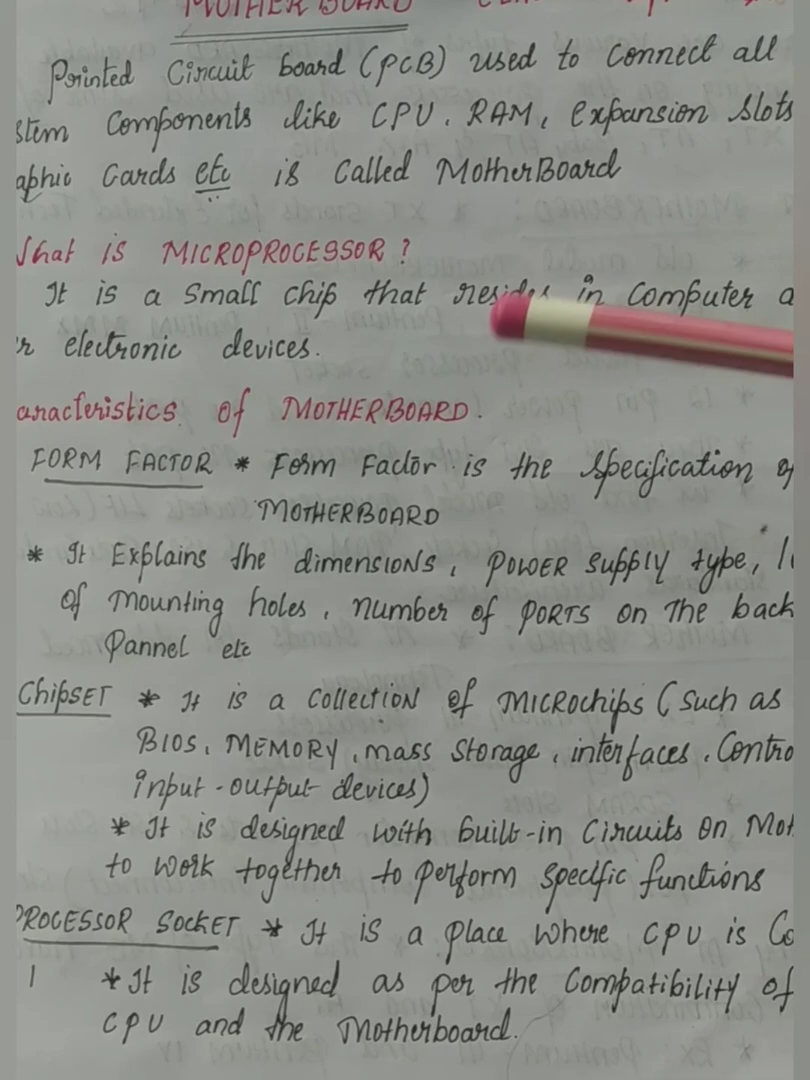 MOTHER BOARD
Printed Circuit board (PCB) used to Connect all
stem Components like CPU, RAM, Expansion Slots
aphic Cards etc is Called MotherBoard
What is MICROPROCESSOR?
It is a Small Chip that resides in Computer a
r electronic devices.
aracteristics of MOTHERBOARD.
FORM FACTOR * Form Factor is the Specification of
MOTHERBOARD
* It Explains the dimensions, POWER Supply type,
of Mounting holes, number of PORTS on The back
Pannel etc
ChipSET * It is a Collection of MICROchips (Such as
BIOS, MEMORY, mass Storage, interfaces, Contro
input-output devices)
* It is designed with built-in Circuits On Mot
to Work together to perform Specific functions
PROCESSOR SOCKET * It is a Place Where CPU is Co
* It is designed as per the Compatibility of
CPU and the Motherboard.